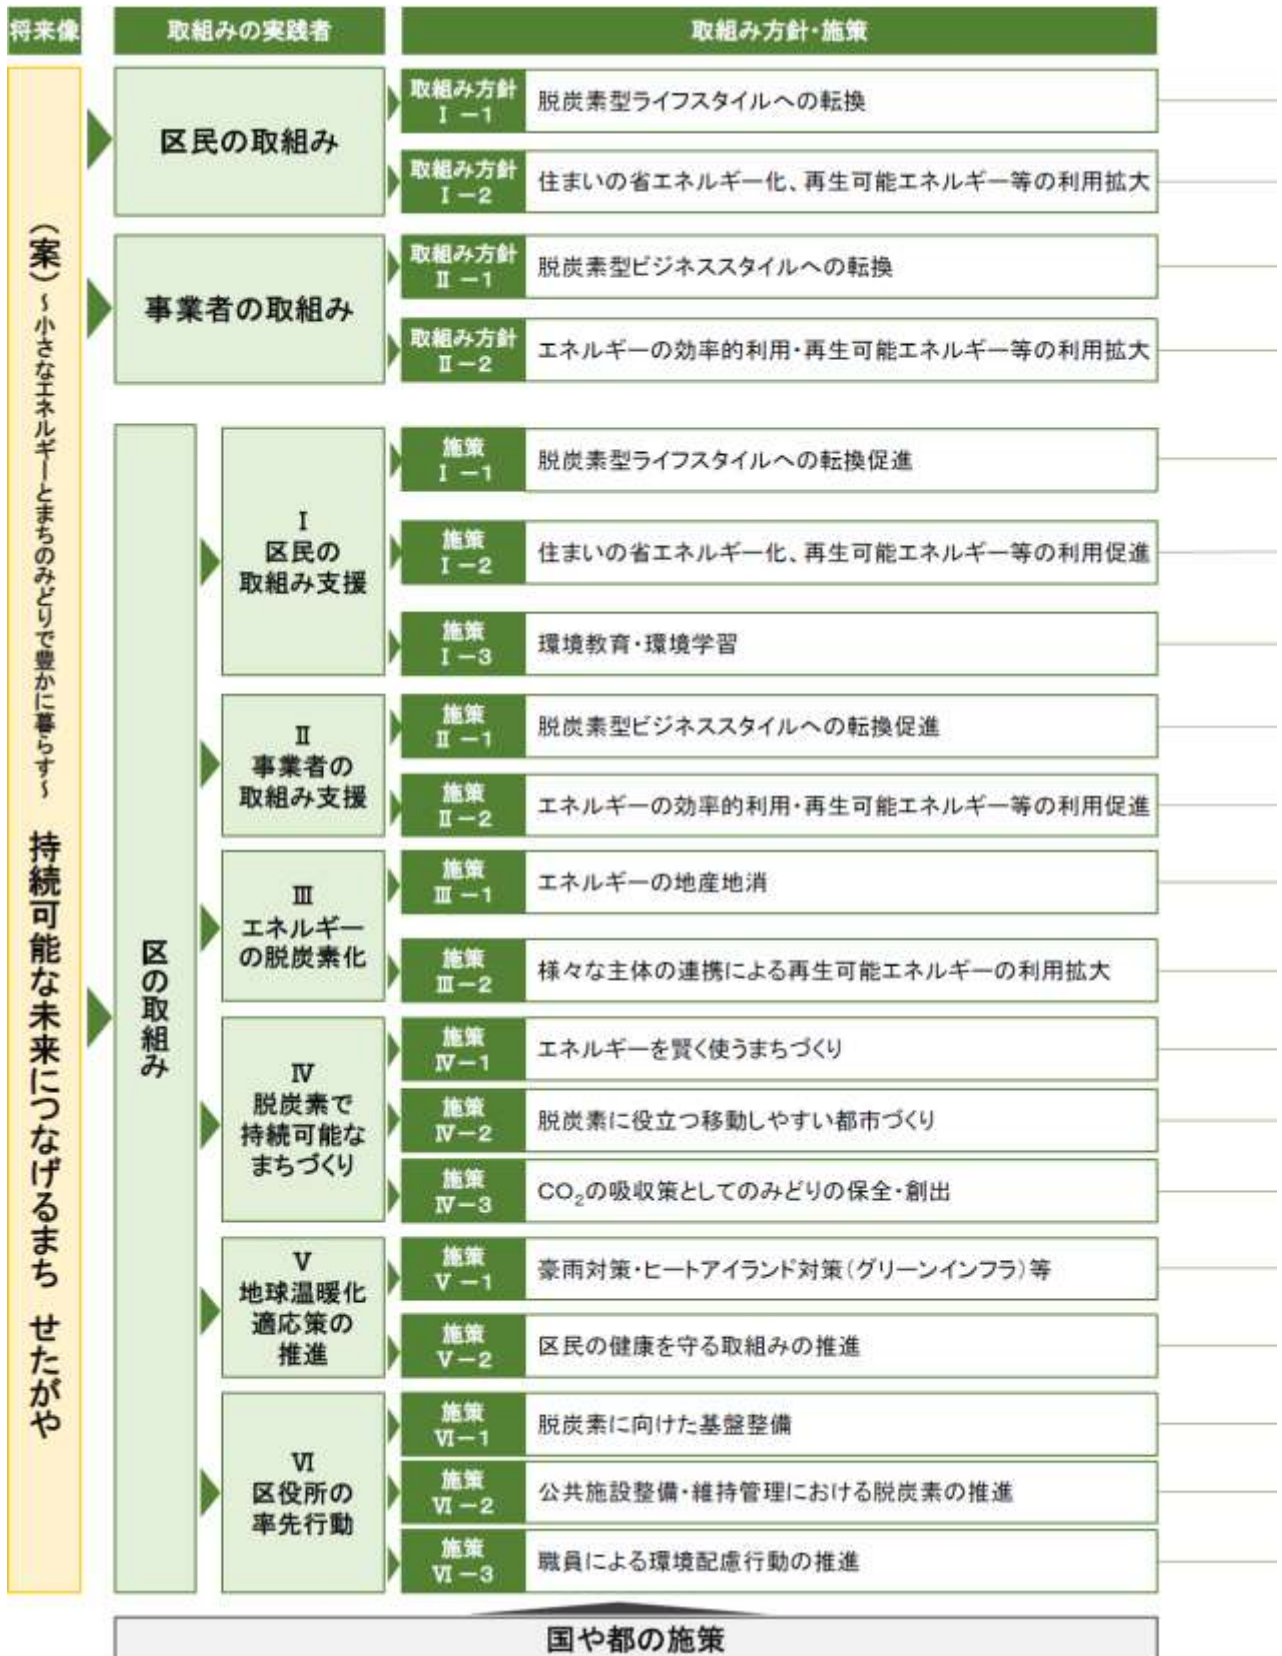 将来像
取組みの実践者
取組み方針・施策
(案)～小さなエネルギーとまちのみどりで豊かに暮らす～ 持続可能な未来につなげるまち せたがや
区民の取組み
取組み方針
Ⅰ－1
脱炭素型ライフスタイルへの転換
取組み方針
Ⅰ－2
住まいの省エネルギー化、再生可能エネルギー等の利用拡大
事業者の取組み
取組み方針
Ⅱ－1
脱炭素型ビジネススタイルへの転換
取組み方針
Ⅱ－2
エネルギーの効率的利用・再生可能エネルギー等の利用拡大
区の取組み
Ⅰ
区民の
取組み支援
施策
Ⅰ－1
脱炭素型ライフスタイルへの転換促進
施策
Ⅰ－2
住まいの省エネルギー化、再生可能エネルギー等の利用促進
施策
Ⅰ－3
環境教育・環境学習
Ⅱ
事業者の
取組み支援
施策
Ⅱ－1
脱炭素型ビジネススタイルへの転換促進
施策
Ⅱ－2
エネルギーの効率的利用・再生可能エネルギー等の利用促進
Ⅲ
エネルギー
の脱炭素化
施策
Ⅲ－1
エネルギーの地産地消
施策
Ⅲ－2
様々な主体の連携による再生可能エネルギーの利用拡大
Ⅳ
脱炭素で
持続可能な
まちづくり
施策
Ⅳ－1
エネルギーを賢く使うまちづくり
施策
Ⅳ－2
脱炭素に役立つ移動しやすい都市づくり
施策
Ⅳ－3
CO₂の吸収策としてのみどりの保全・創出
Ⅴ
地球温暖化
適応策の
推進
施策
Ⅴ－1
豪雨対策・ヒートアイランド対策(グリーンインフラ)等
施策
Ⅴ－2
区民の健康を守る取組みの推進
Ⅵ
区役所の
率先行動
施策
Ⅵ－1
脱炭素に向けた基盤整備
施策
Ⅵ－2
公共施設整備・維持管理における脱炭素の推進
施策
Ⅵ－3
職員による環境配慮行動の推進
国や都の施策